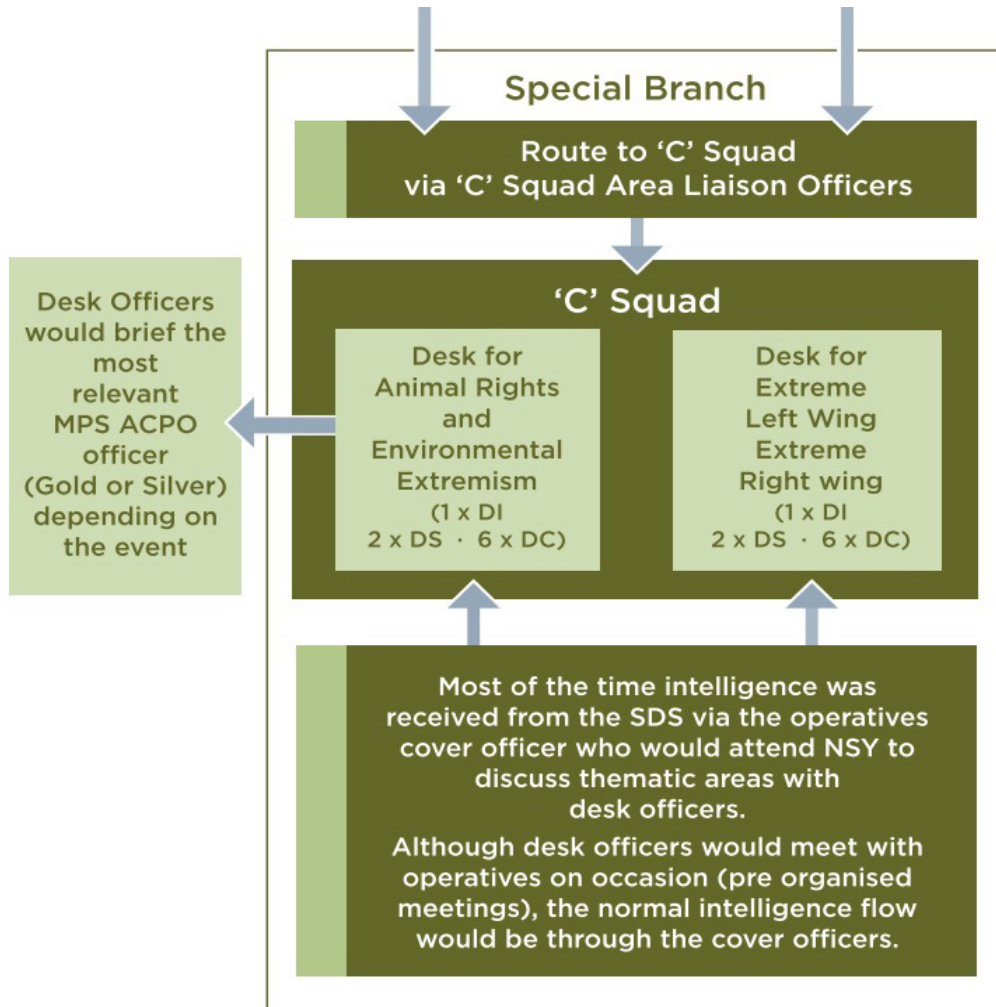 Special Branch
Route to ‘C’ Squad
via ‘C’ Squad Area Liaison Officers
‘C’ Squad
Desk Officers
would brief the
most
relevant
MPS ACPO
officer
(Gold or Silver)
depending on
the event
Desk for
Animal Rights
and
Environmental
Extremism
(1 x DI
2 x DS · 6 x DC)
Desk for
Extreme
Left Wing
Extreme
Right wing
(1 x DI
2 x DS · 6 x DC)
Most of the time intelligence was
received from the SDS via the operatives
cover officer who would attend NSY to
discuss thematic areas with
desk officers.
Although desk officers would meet with
operatives on occasion (pre organised
meetings), the normal intelligence flow
would be through the cover officers.